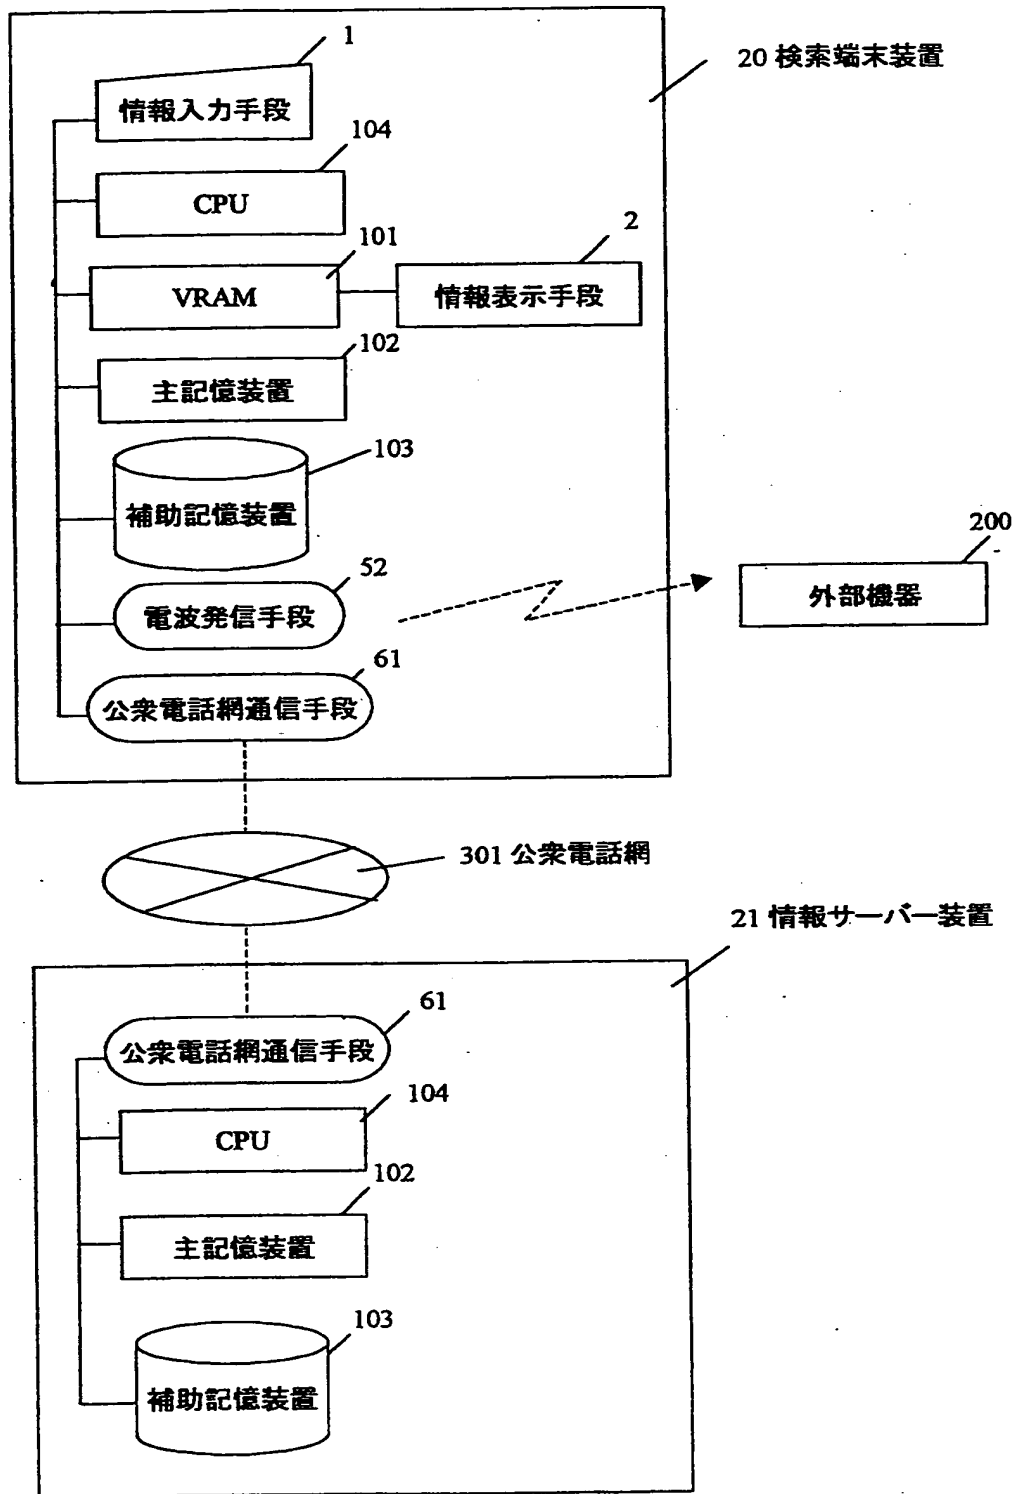 1
20 検索端末装置
情報入力手段
104
CPU
101
2
VRAM
情報表示手段
102
主記憶装置
103
補助記憶装置
200
52
外部機器
電波発信手段
61
公衆電話網通信手段
301 公衆電話網
21 情報サーバー装置
61
公衆電話網通信手段
104
CPU
102
主記憶装置
103
補助記憶装置